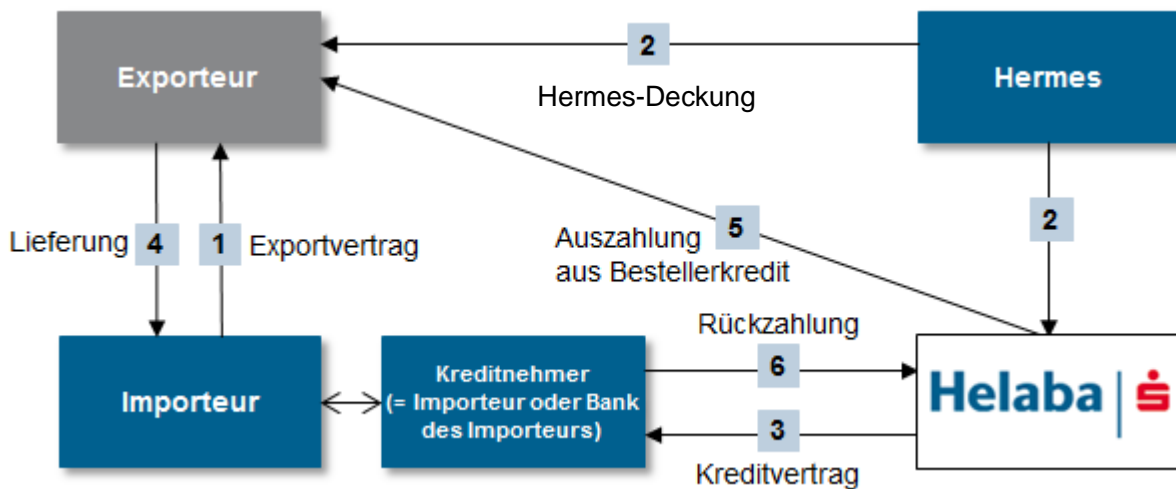 2
Exporteur
Hermes
Hermes-Deckung
Lieferung
4
1
Exportvertrag
5
2
Auszahlung
aus Bestellerkredit
Rückzahlung
Importeur
Kreditnehmer
(= Importeur oder Bank
des Importeurs)
6
3
Helaba
Kreditvertrag